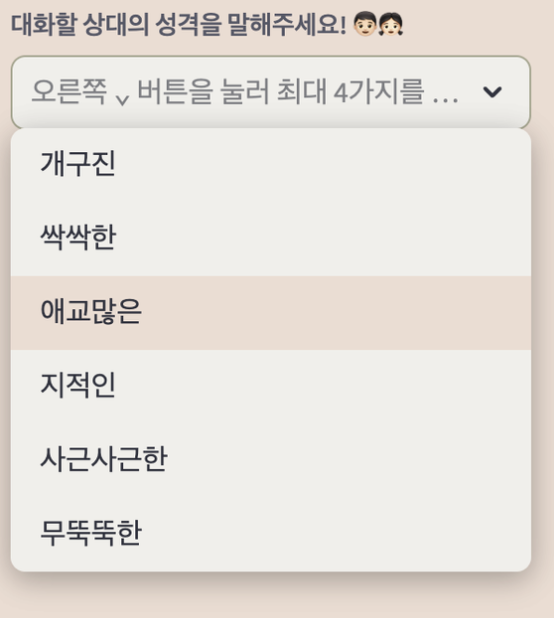 대화할 상대의 성격을 말해주세요! 👦🏻👧🏻
오른쪽 ⌄ 버튼을 눌러 최대 4가지를 ...
개구진
싹싹한
애교많은
지적인
사근사근한
무뚝뚝한